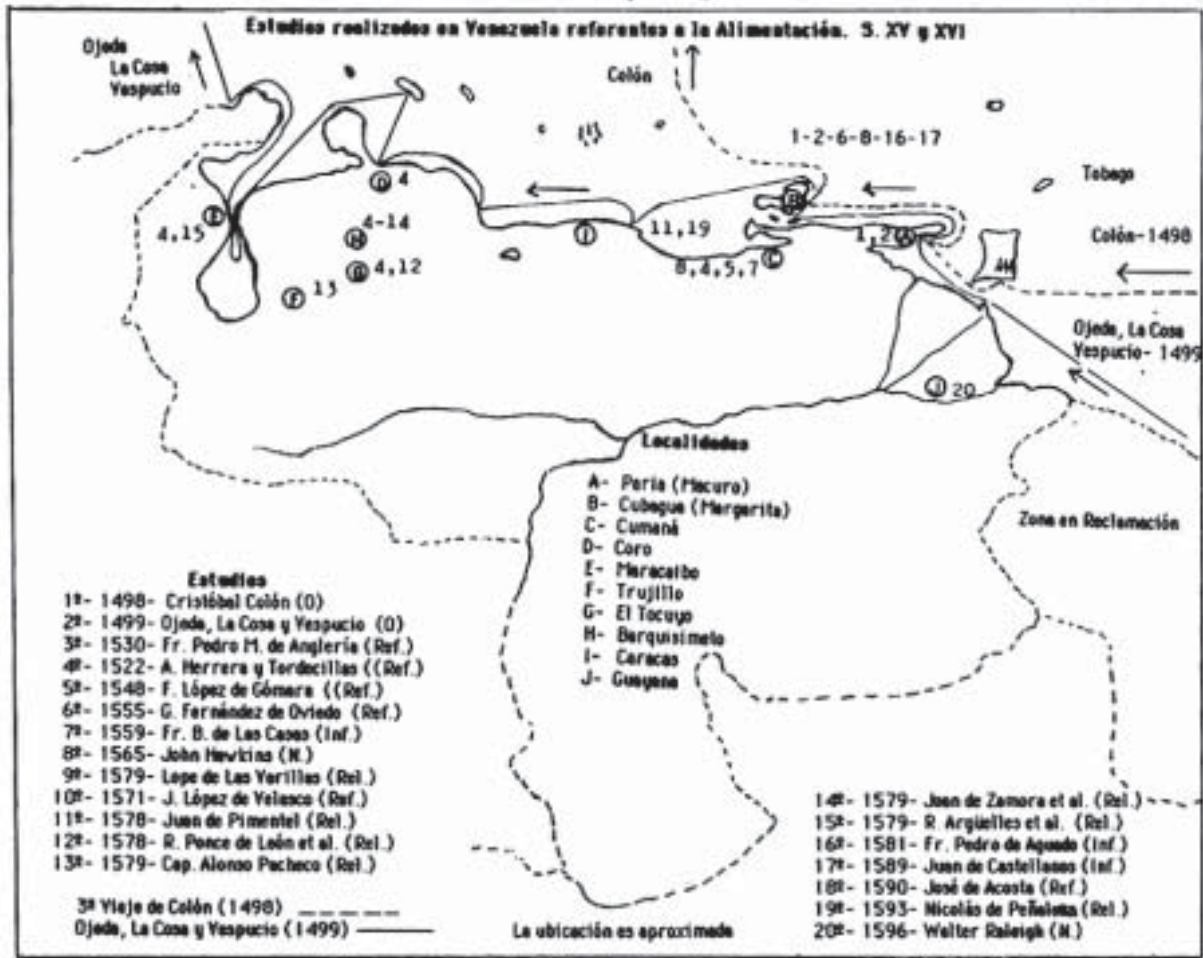 Estudios realizados en Venezuela referentes a la Alimentación. S. XV y XVI
Ojeda
La Cosa
Vespucio
Colón
1-2-6-8-16-17
Tobago
Colón-1498
B
D 4
E
4,15
4-14
H
4,12
G
13
F
I
11,19
8,4,5,7
C
1,2 A
Ojeda, La Cosa
Vespucio- 1499
J 20
Zona en Reclamación
Localidades
A- Paria (Macuro)
B- Cubagua (Margarita)
C- Cumaná
D- Coro
E- Maracaibo
F- Trujillo
G- El Tocuyo
H- Barquisimeto
I- Caracas
J- Guayana
Estudios
1º- 1498- Cristóbal Colón (O)
2º- 1499- Ojeda, La Cosa y Vespucio (O)
3º- 1530- Fr. Pedro M. de Anglería (Ref.)
4º- 1522- A. Herrera y Tordecillas ((Ref.)
5º- 1548- F. López de Gómara ((Ref.)
6º- 1555- G. Fernández de Oviedo (Ref.)
7º- 1559- Fr. B. de Las Casas (Inf.)
8º- 1565- John Hawkins (N.)
9º- 1579- Lope de Las Varillas (Rel.)
10º- 1571- J. López de Velasco (Ref.)
11º- 1578- Juan de Pimentel (Rel.)
12º- 1578- R. Ponce de León et al. (Rel.)
13º- 1579- Cap. Alonso Pacheco (Rel.)
14º- 1579- Juan de Zamora et al. (Rel.)
15º- 1579- R. Argüelles et al. (Rel.)
16º- 1581- Fr. Pedro de Aguado (Inf.)
17º- 1589- Juan de Castellanos (Inf.)
18º- 1590- José de Acosta (Ref.)
19º- 1593- Nicolás de Peñalosa (Rel.)
20º- 1596- Walter Raleigh (N.)
3º Viaje de Colón (1498)
Ojeda, La Cosa y Vespucio (1499)
La ubicación es aproximada